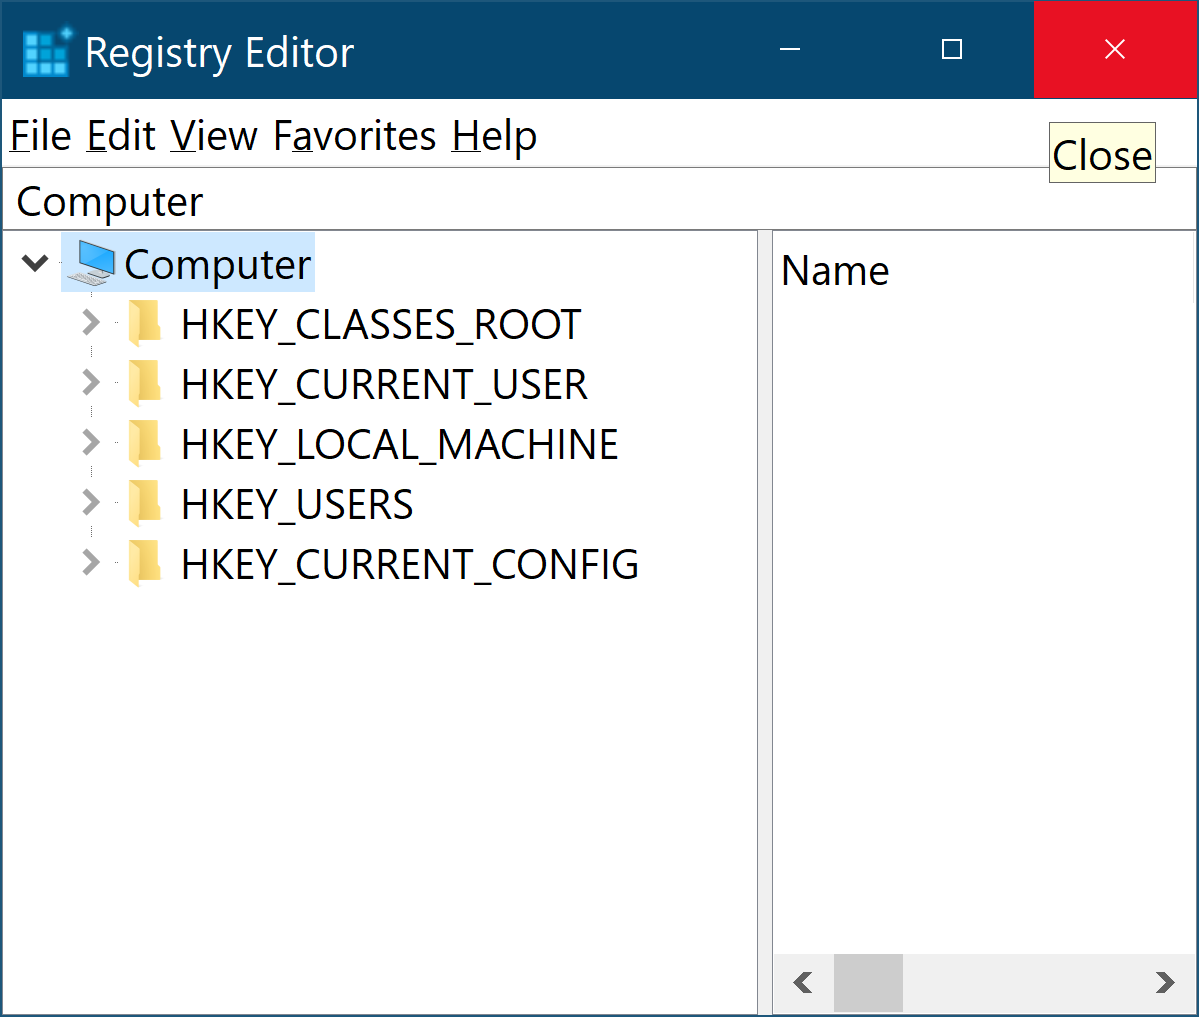 Registry Editor
File Edit View Favorites Help
Close
Computer
Computer
Name
HKEY_CLASSES_ROOT
HKEY_CURRENT_USER
HKEY_LOCAL_MACHINE
HKEY_USERS
HKEY_CURRENT_CONFIG